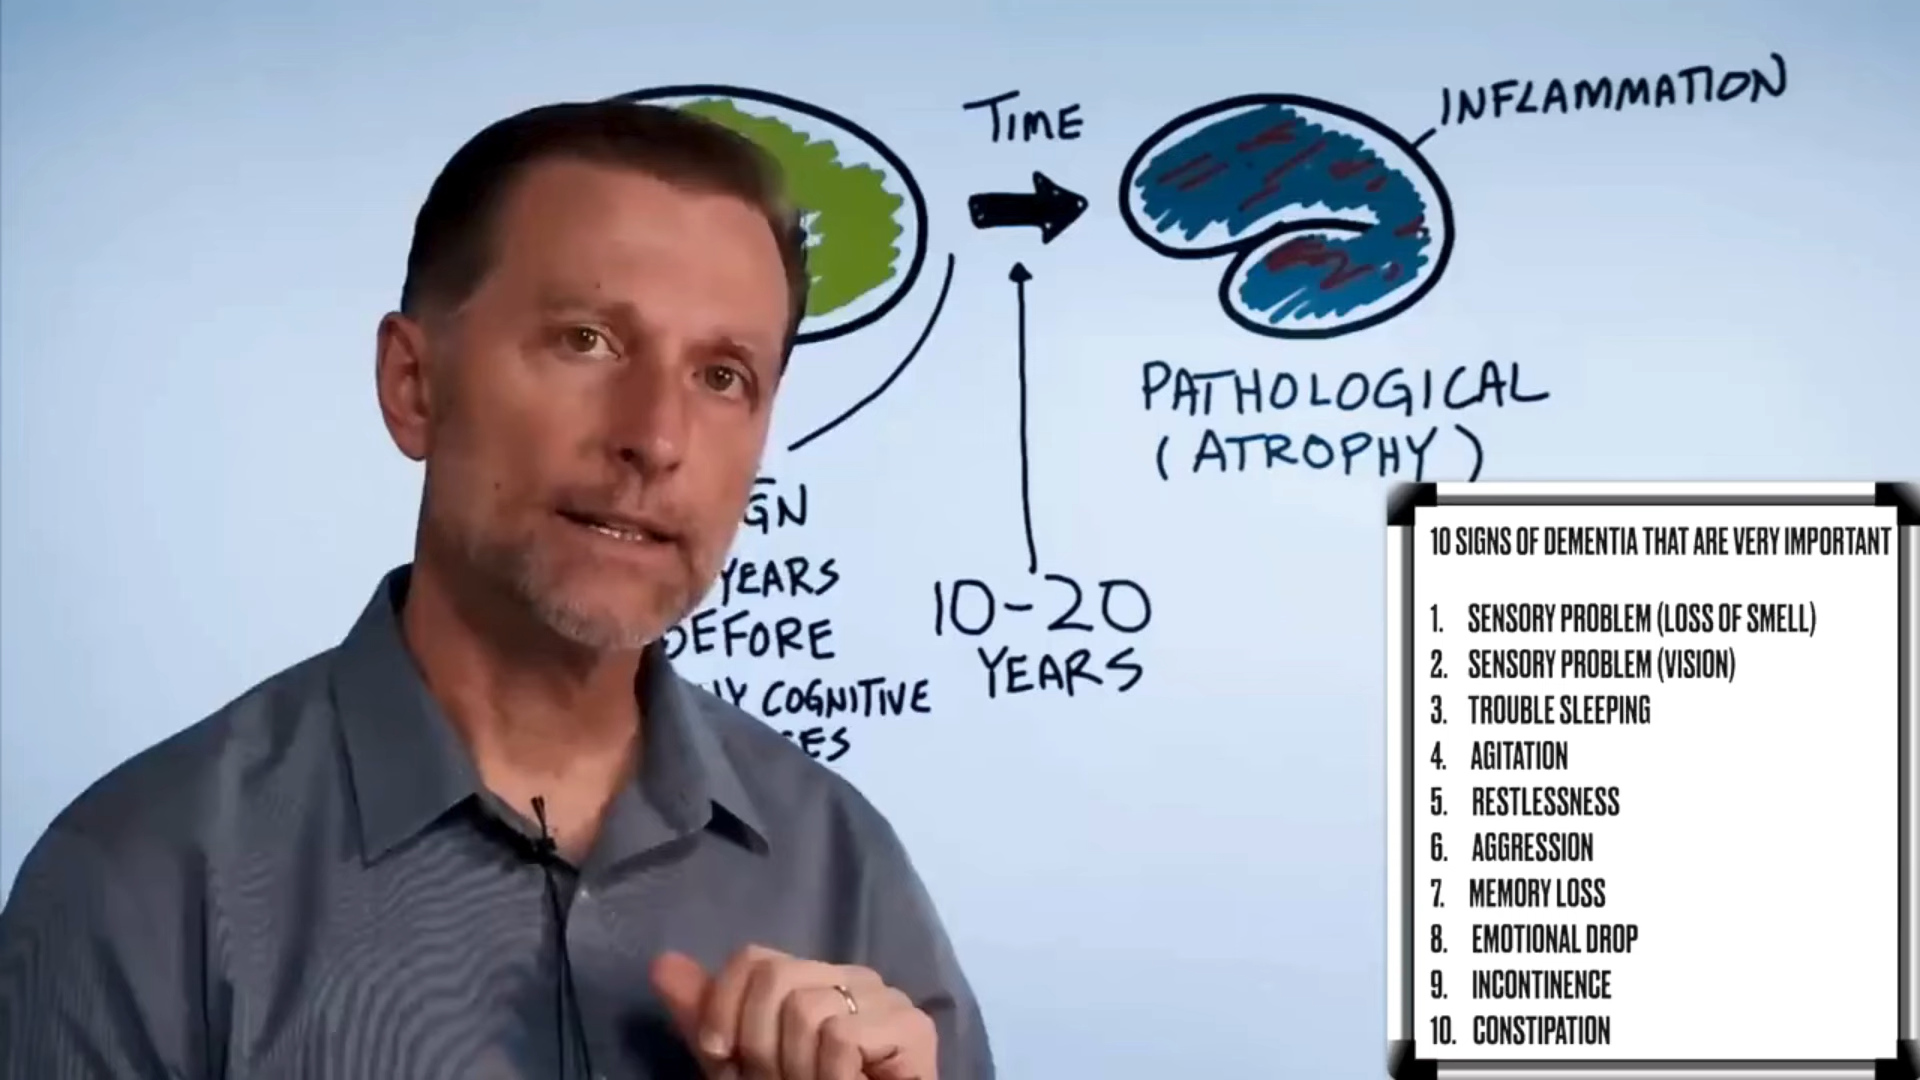 TIME
INFLAMMATION
PATHOLOGICAL
(ATROPHY)
YEARS
BEFORE
COGNITIVE
10-20
YEARS
10 SIGNS OF DEMENTIA THAT ARE VERY IMPORTANT
1. SENSORY PROBLEM (LOSS OF SMELL)
2. SENSORY PROBLEM (VISION)
3. TROUBLE SLEEPING
4. AGITATION
5. RESTLESSNESS
6. AGGRESSION
7. MEMORY LOSS
8. EMOTIONAL DROP
9. INCONTINENCE
10. CONSTIPATION